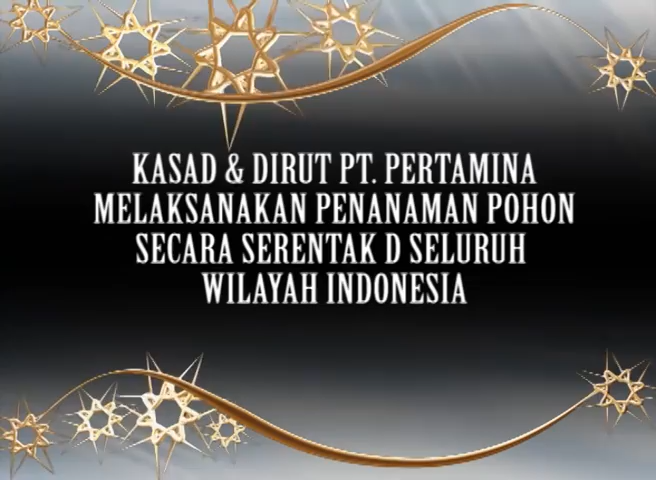 KASAD & DIRUT PT. PERTAMINA
MELAKSANAKAN PENANAMAN POHON
SECARA SERENTAK D SELURUH
WILAYAH INDONESIA